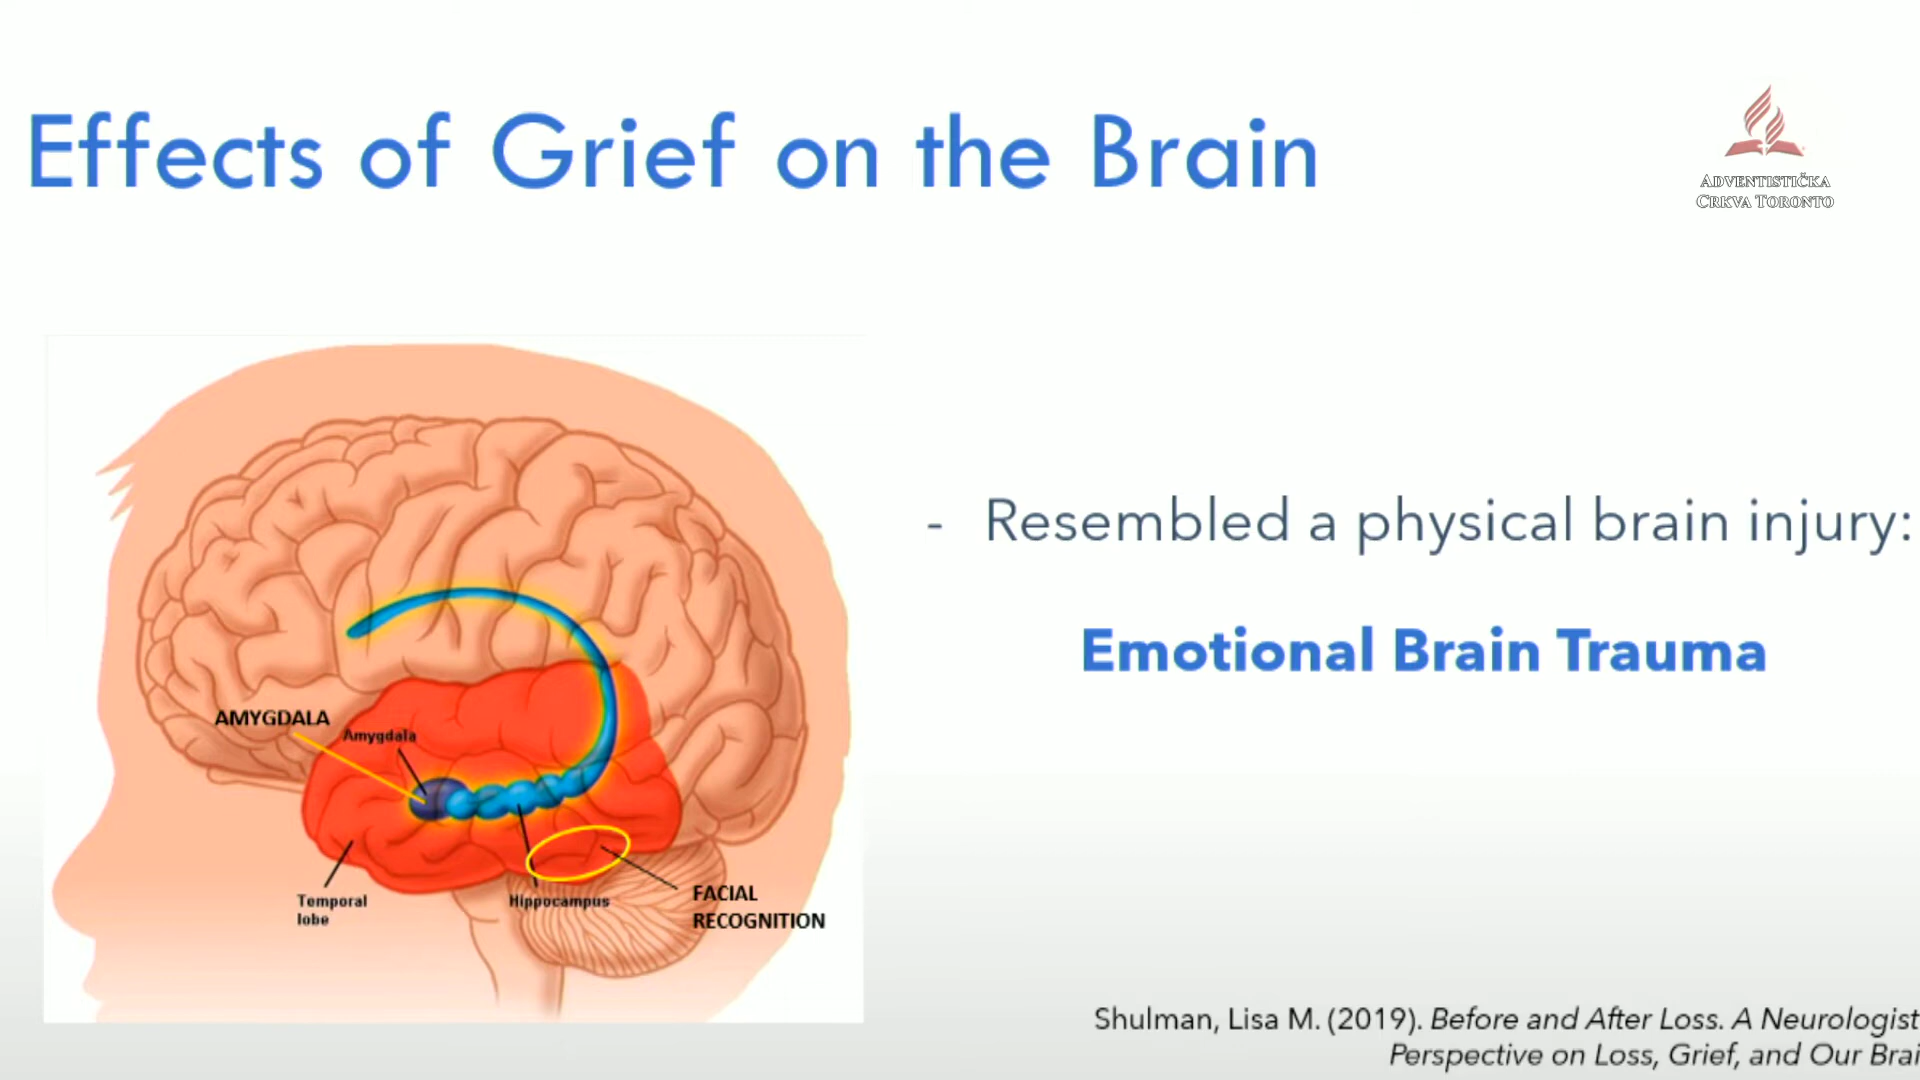 Effects of Grief on the Brain
ADVENTISTIČKA
CRKVA TORONTO
- Resembled a physical brain injury:
Emotional Brain Trauma
AMYGDALA
Amygdala
Temporal
lobe
Hippocampus
FACIAL
RECOGNITION
Shulman, Lisa M. (2019). Before and After Loss. A Neurologist
Perspective on Loss, Grief, and Our Brai